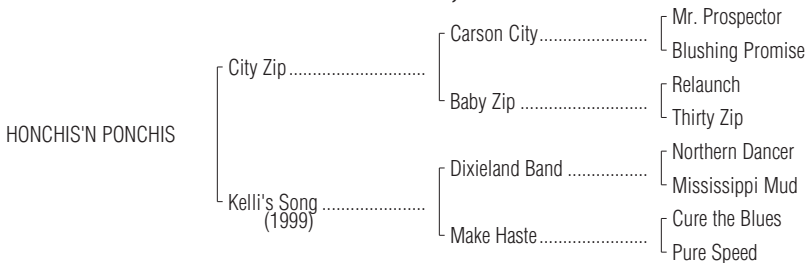 Mr. Prospector
Carson City........................
Blushing Promise
City Zip.............................
Relaunch
Baby Zip ...........................
Thirty Zip
HONCHIS'N PONCHIS
Northern Dancer
Dixieland Band .................
Mississippi Mud
Kelli's Song ......................
(1999)
Cure the Blues
Make Haste.......................
Pure Speed